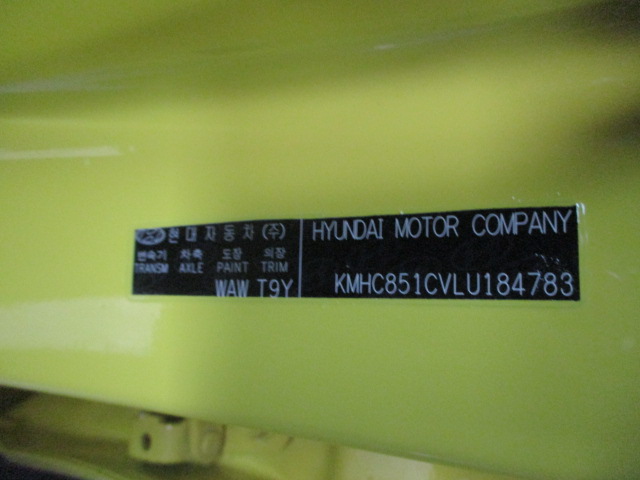 현대자동차(주)
변속기 차축 도장 의장
TRANSM AXLE PAINT TRIM
WAW T9Y
HYUNDAI MOTOR COMPANY
KMHC851CVLU184783